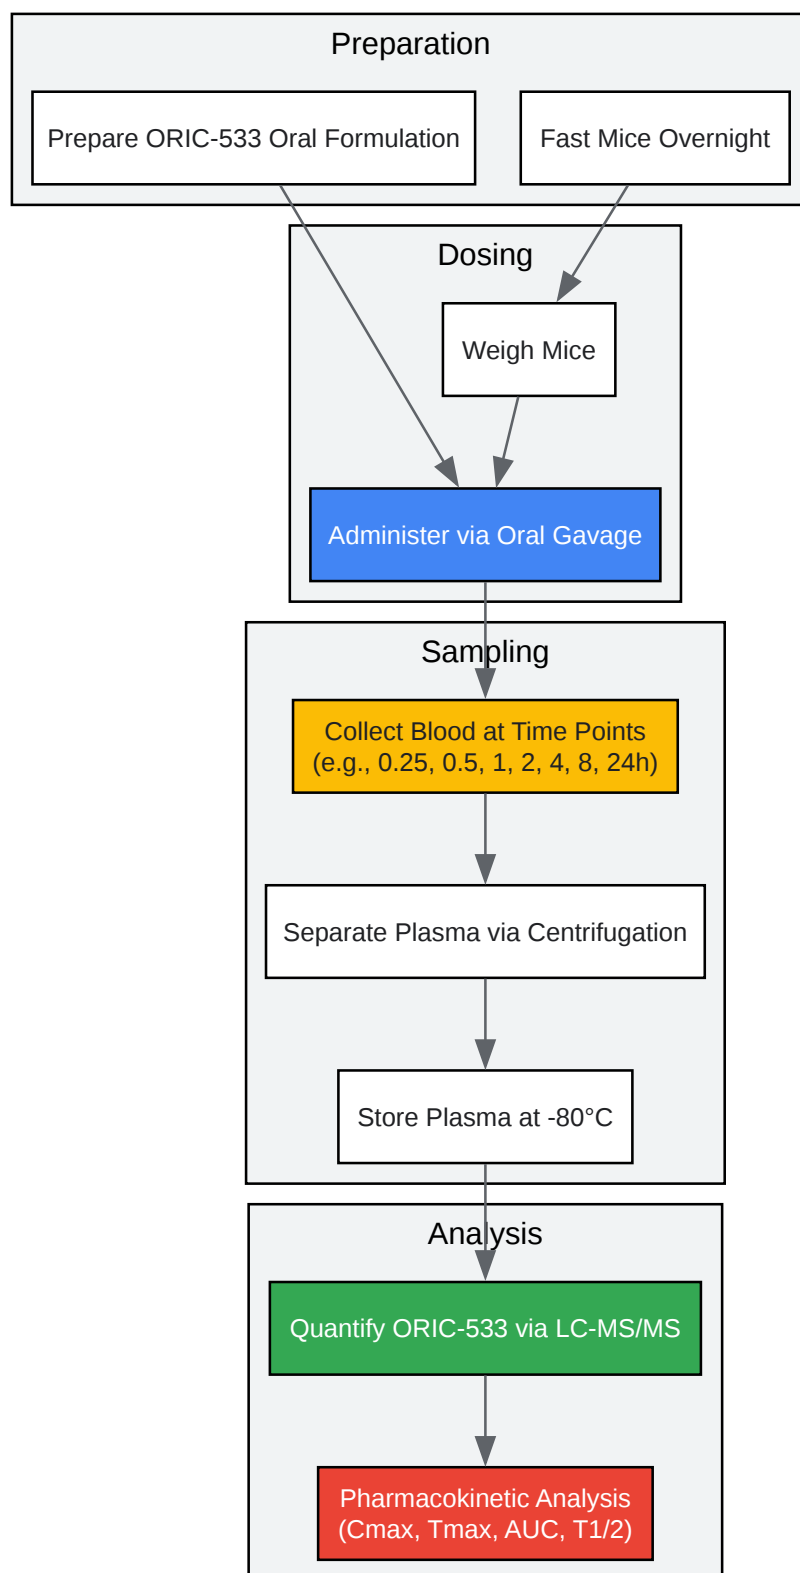 Preparation
Prepare ORIC-533 Oral Formulation
Fast Mice Overnight
Dosing
Weigh Mice
Administer via Oral Gavage
Sampling
Collect Blood at Time Points
(e.g., 0.25, 0.5, 1, 2, 4, 8, 24h)
Separate Plasma via Centrifugation
Store Plasma at -80°C
Analysis
Quantify ORIC-533 via LC-MS/MS
Pharmacokinetic Analysis
(Cmax, Tmax, AUC, T1/2)